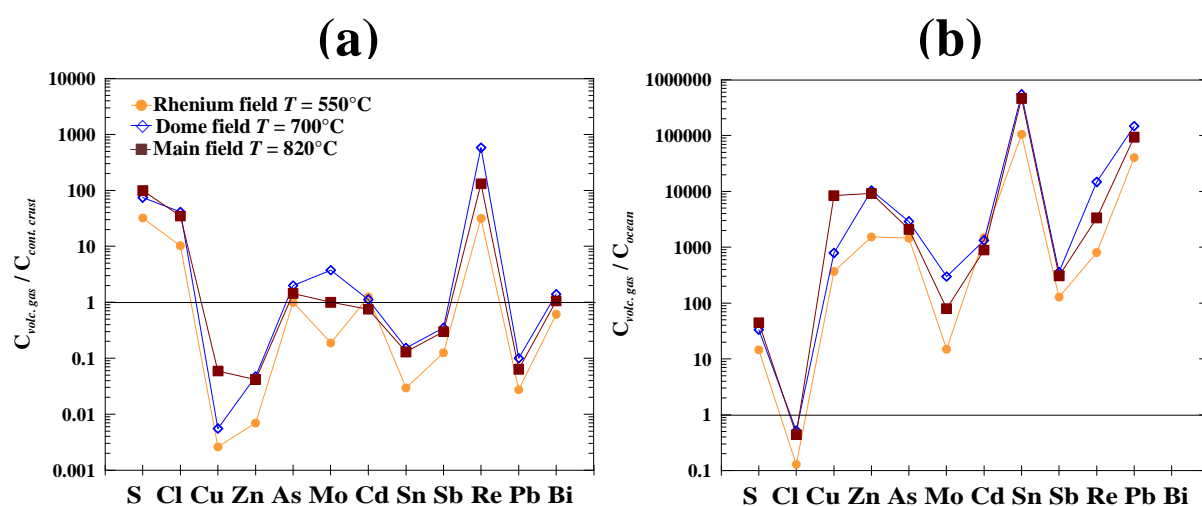 (a)
10000
1000
100
10
1
0.1
0.01
0.001
C volc. gas / C cont. crust
Rhenium field T = 550°C
Dome field T = 700°C
Main field T = 820°C
S Cl Cu Zn As Mo Cd Sn Sb Re Pb Bi
(b)
1000000
100000
10000
1000
100
10
1
0.1
C volc. gas / C ocean
S Cl Cu Zn As Mo Cd Sn Sb Re Pb Bi